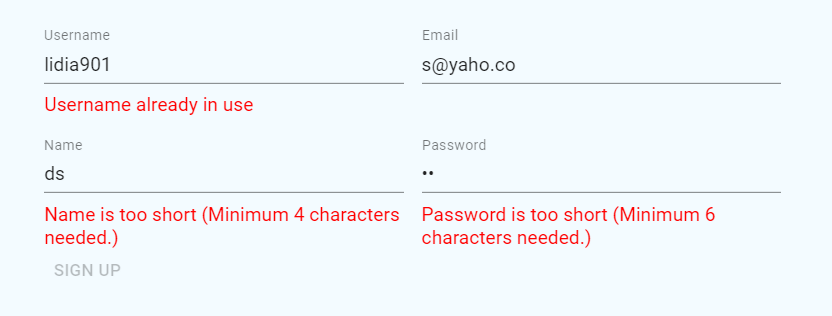 Username
Email
lidia901
s@yaho.co
Username already in use
Name
Password
ds
••
Name is too short (Minimum 4 characters
needed.)
Password is too short (Minimum 6
characters needed.)
SIGN UP